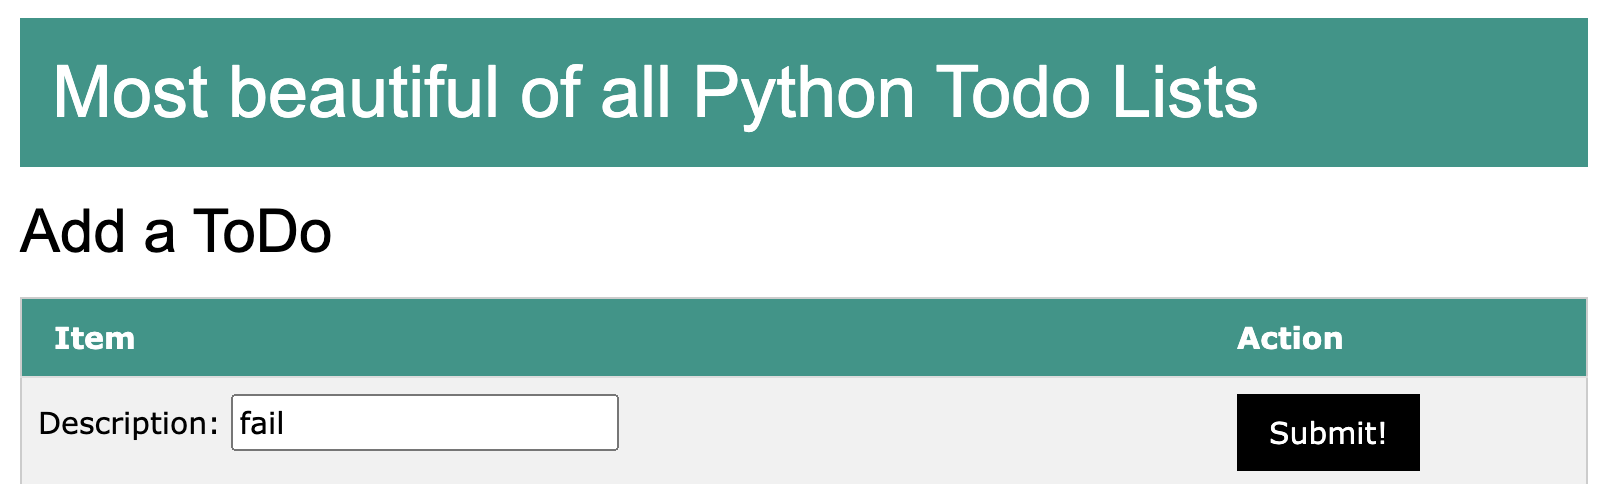 Most beautiful of all Python Todo Lists
Add a ToDo
Item Action
Description: fail Submit!